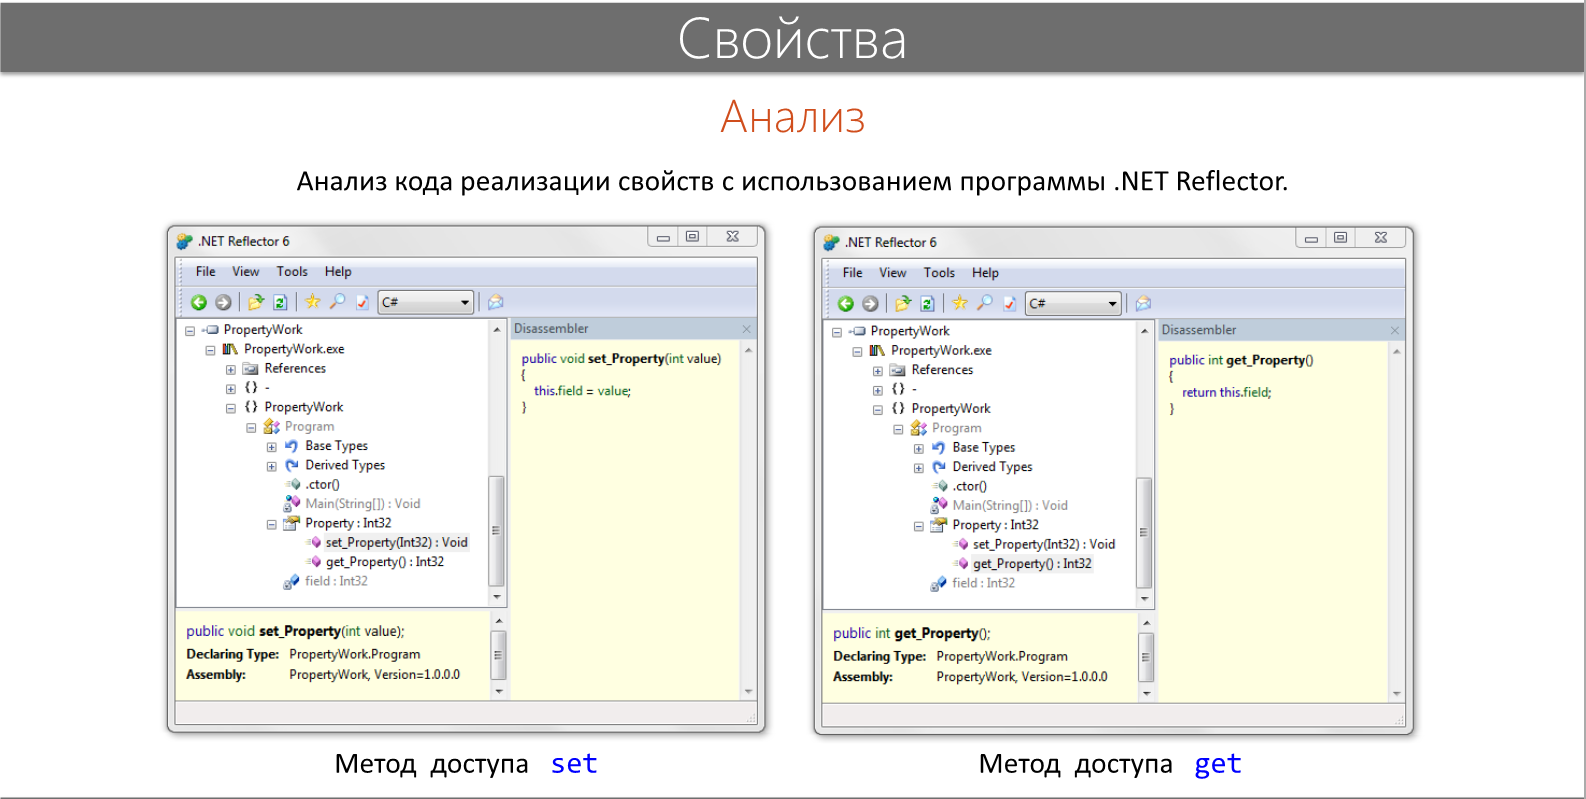 Свойства
Анализ
Анализ кода реализации свойств с использованием программы .NET Reflector.
.NET Reflector 6
File View Tools Help
C#
PropertyWork
PropertyWork.exe
References
{} -
{} PropertyWork
Program
Base Types
Derived Types
.ctor()
Main(String[]) : Void
Property : Int32
set_Property(Int32) : Void
get_Property() : Int32
field : Int32
Disassembler
public void set_Property(int value)
{
this.field = value;
}
public void set_Property(int value);
Declaring Type: PropertyWork.Program
Assembly: PropertyWork, Version=1.0.0.0
Метод доступа set
.NET Reflector 6
File View Tools Help
C#
PropertyWork
PropertyWork.exe
References
{} -
{} PropertyWork
Program
Base Types
Derived Types
.ctor()
Main(String[]) : Void
Property : Int32
set_Property(Int32) : Void
get_Property() : Int32
field : Int32
Disassembler
public int get_Property()
{
return this.field;
}
public int get_Property();
Declaring Type: PropertyWork.Program
Assembly: PropertyWork, Version=1.0.0.0
Метод доступа get